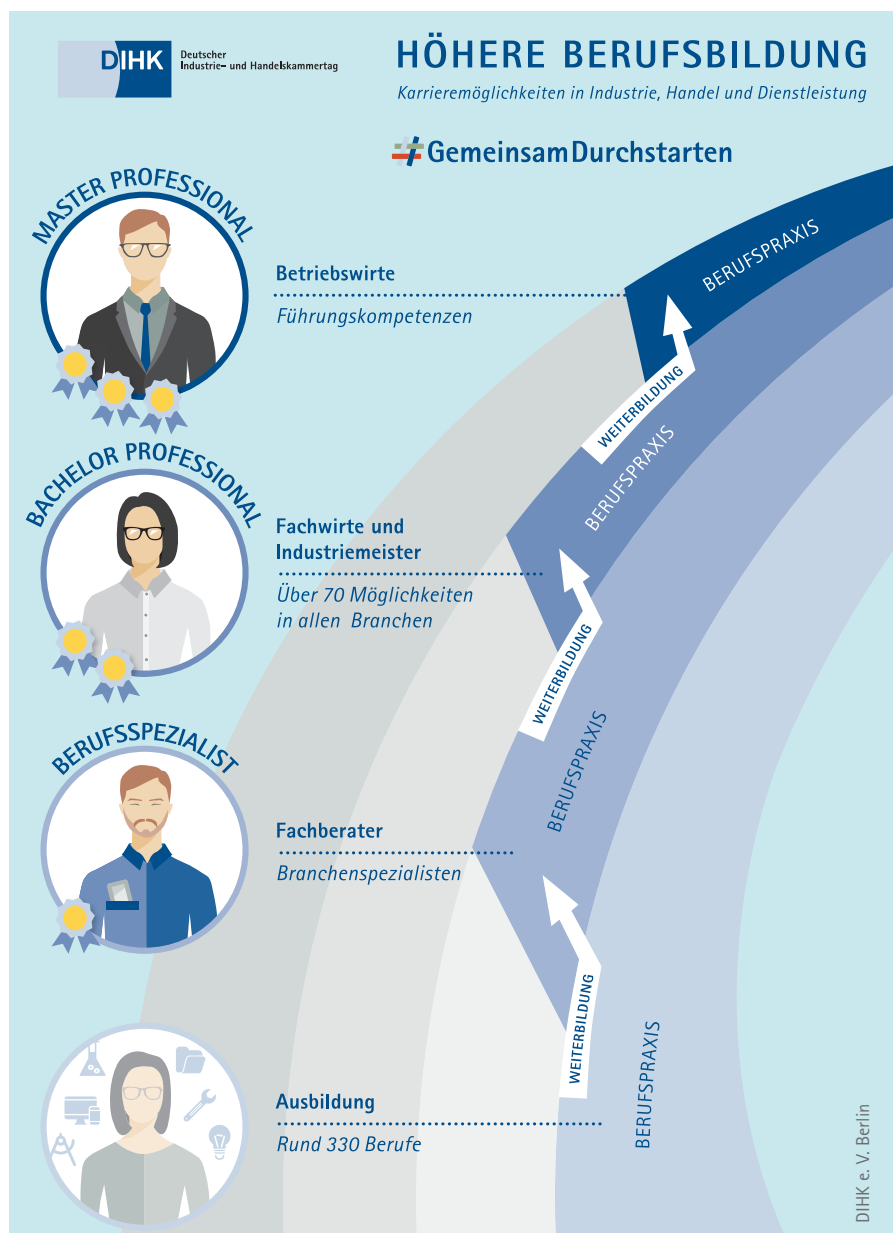 DIHK
Deutscher
Industrie- und Handelskammertag
HÖHERE BERUFSBILDUNG
Karrieremöglichkeiten in Industrie, Handel und Dienstleistung
#GemeinsamDurchstarten
MASTER PROFESSIONAL
Betriebswirte
Führungskompetenzen
BERUFSPRAXIS
WEITERBILDUNG
BACHELOR PROFESSIONAL
Fachwirte und
Industriemeister
Über 70 Möglichkeiten
in allen Branchen
BERUFSPRAXIS
WEITERBILDUNG
BERUFSSPEZIALIST
Fachberater
Branchenspezialisten
BERUFSPRAXIS
WEITERBILDUNG
Ausbildung
Rund 330 Berufe
BERUFSPRAXIS
DIHK e. V. Berlin